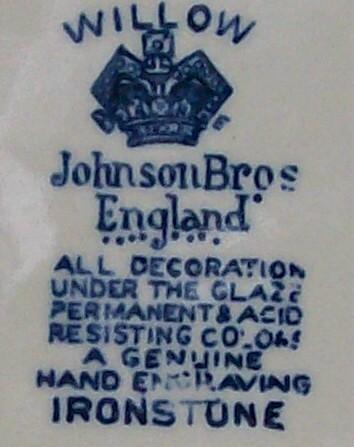 WILLOW
Johnson Bros
England
ALL DECORATION
UNDER THE GLAZE
PERMANENT & ACID
RESISTING COLORS
A GENUINE
HAND ENGRAVING
IRONSTONE